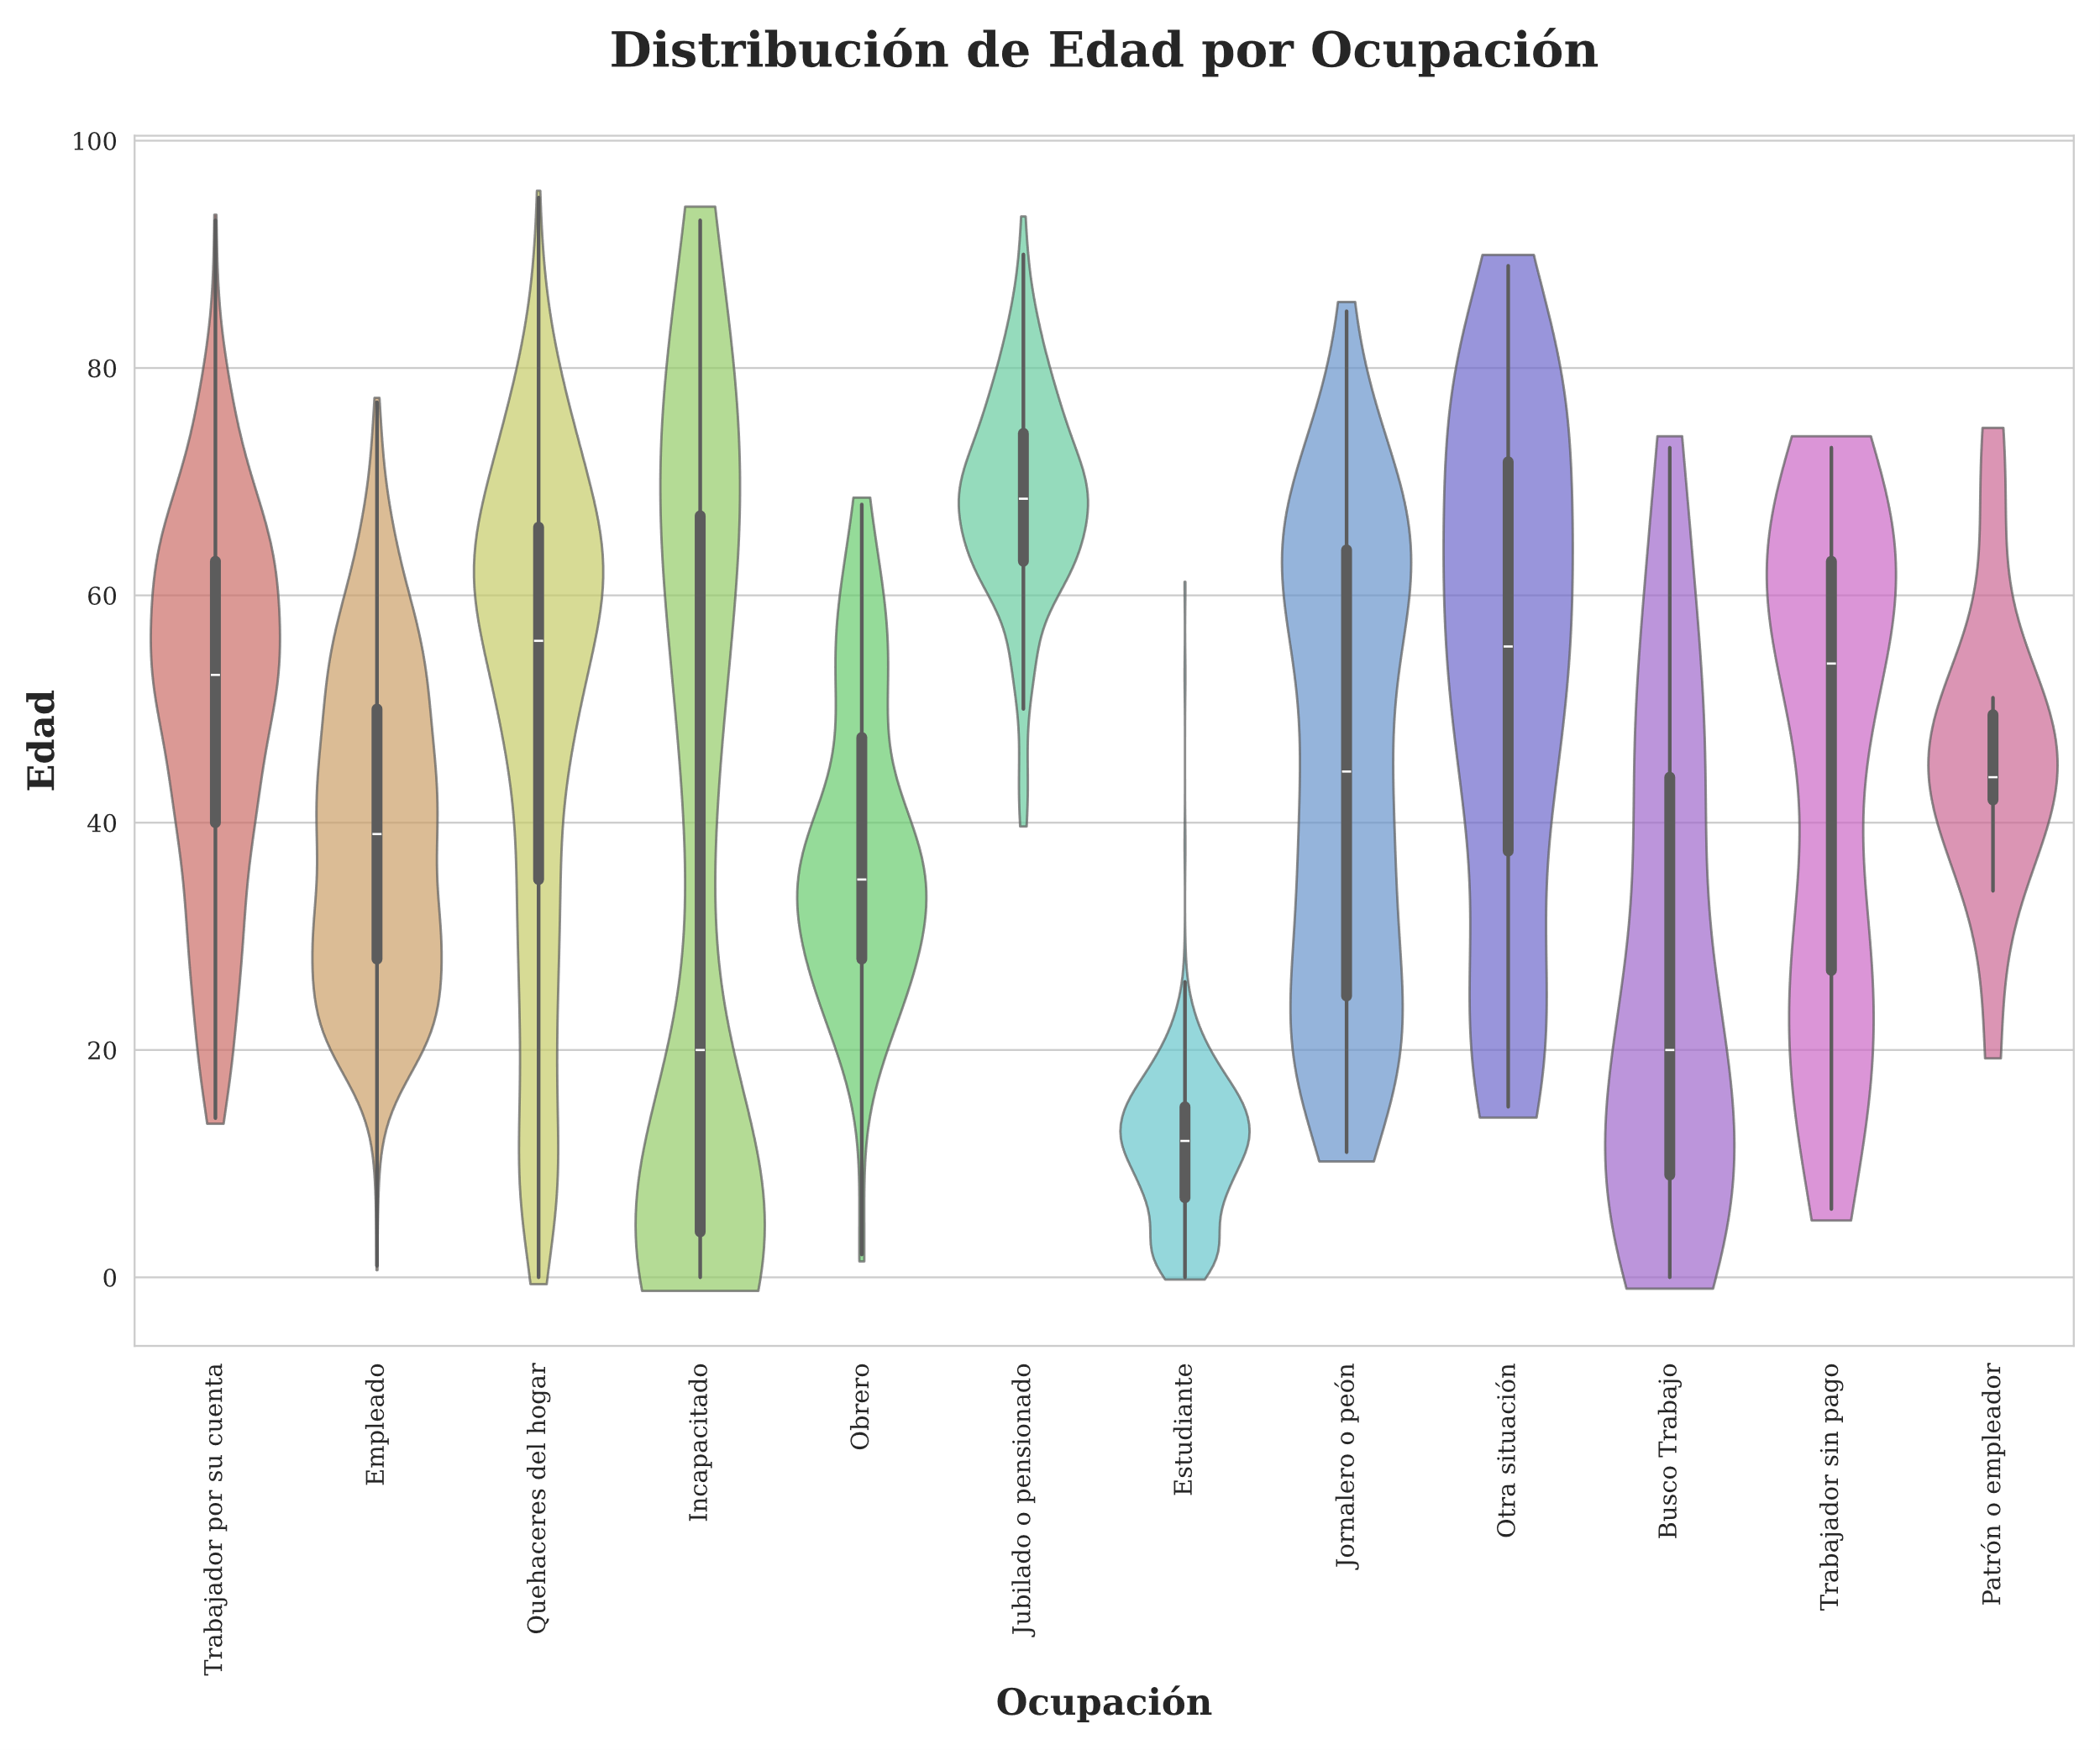 Distribución de Edad por Ocupación
100
80
60
40
20
0
Edad
Trabajador por su cuenta
Empleado
Quehaceres del hogar
Incapacitado
Obrero
Jubilado o pensionado
Estudiante
Jornalero o peón
Otra situación
Busco Trabajo
Trabajador sin pago
Patrón o empleador
Ocupación